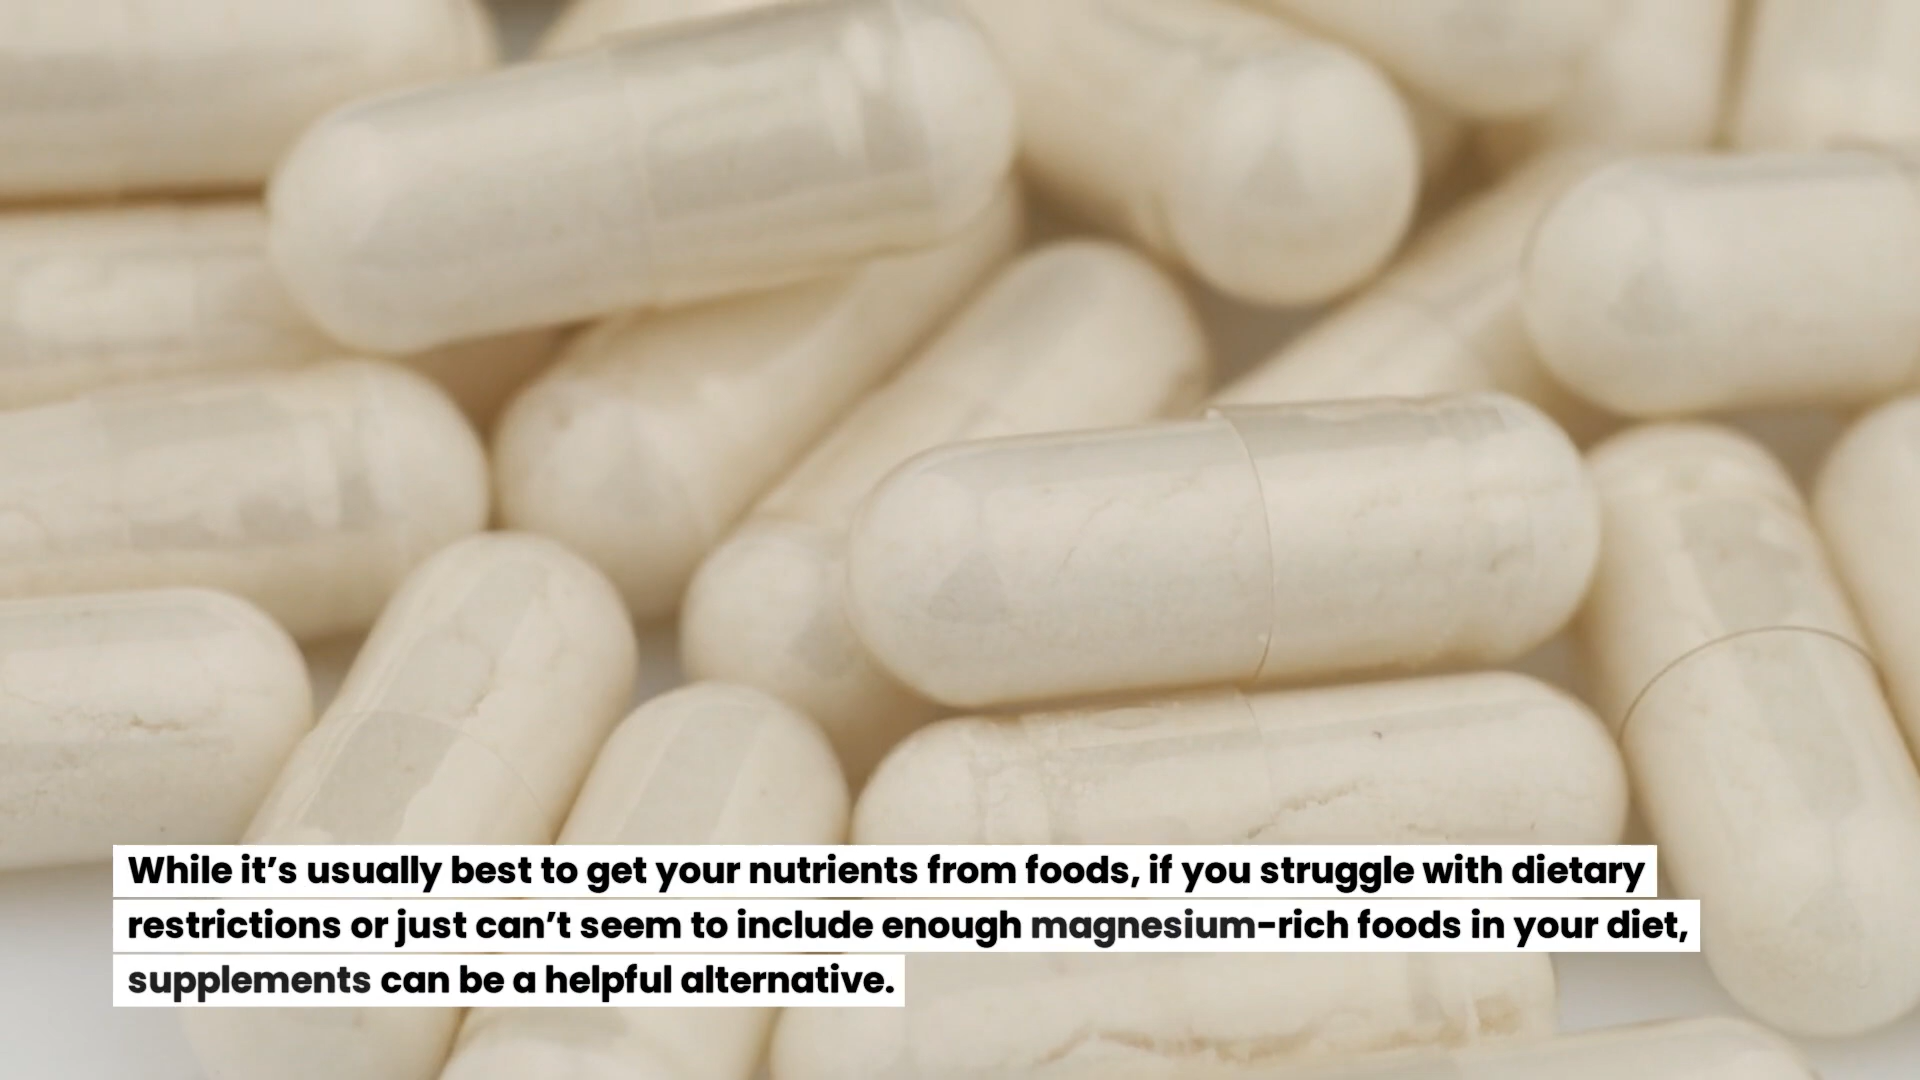 While it’s usually best to get your nutrients from foods, if you struggle with dietary
restrictions or just can’t seem to include enough magnesium-rich foods in your diet,
supplements can be a helpful alternative.